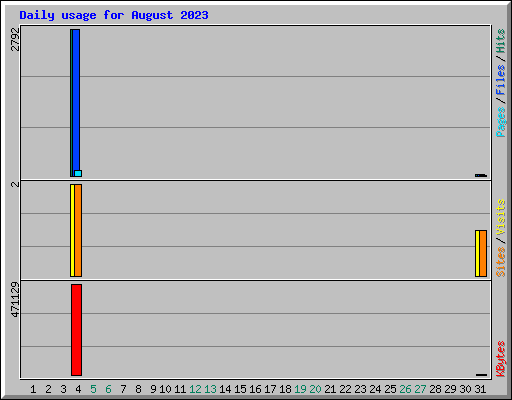 Daily usage for August 2023
2792
Pages / Files / Hits
2
Sites / Visits
471129
KBytes
1 2 3 4 5 6 7 8 9 10 11 12 13 14 15 16 17 18 19 20 21 22 23 24 25 26 27 28 29 30 31